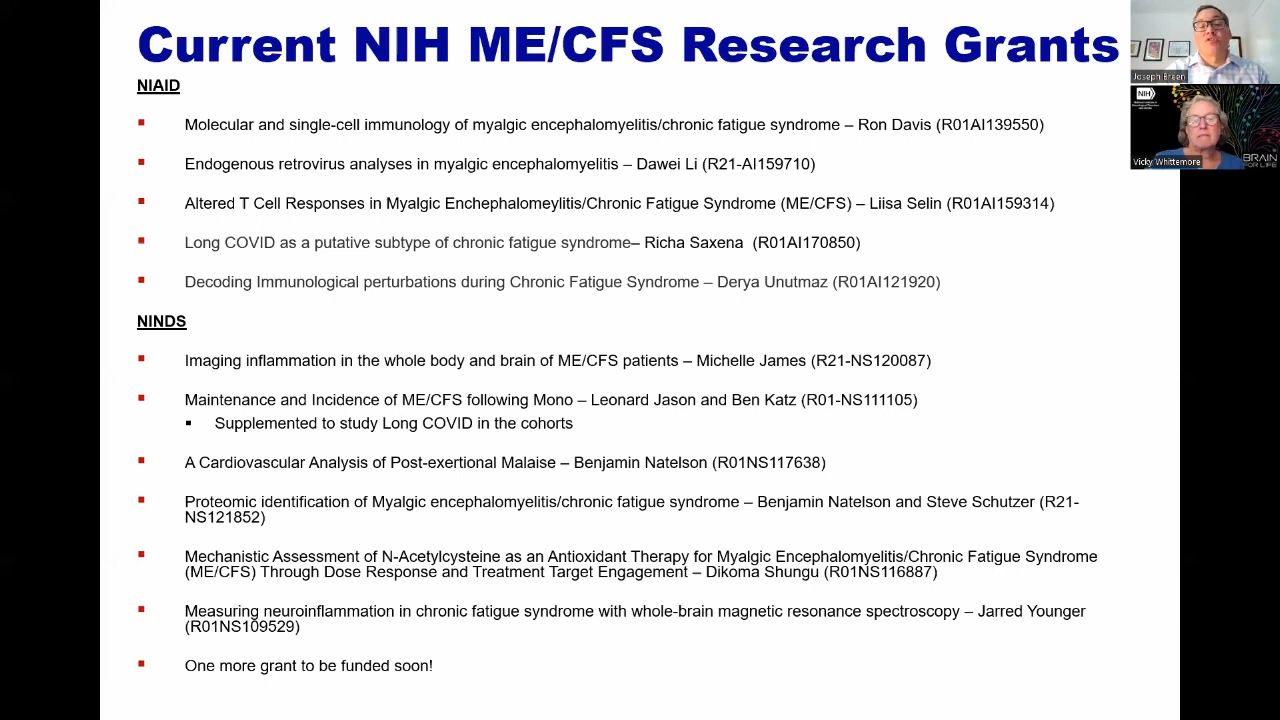 Current NIH ME/CFS Research Grants
NIAID
Molecular and single-cell immunology of myalgic encephalomyelitis/chronic fatigue syndrome – Ron Davis (R01AI139550)
Endogenous retrovirus analyses in myalgic encephalomyelitis – Dawei Li (R21-AI159710)
Altered T Cell Responses in Myalgic Enchephalomeylitis/Chronic Fatigue Syndrome (ME/CFS) – Liisa Selin (R01AI159314)
Long COVID as a putative subtype of chronic fatigue syndrome– Richa Saxena (R01AI170850)
Decoding Immunological perturbations during Chronic Fatigue Syndrome – Derya Unutmaz (R01AI121920)
NINDS
Imaging inflammation in the whole body and brain of ME/CFS patients – Michelle James (R21-NS120087)
Maintenance and Incidence of ME/CFS following Mono – Leonard Jason and Ben Katz (R01-NS111105)
Supplemented to study Long COVID in the cohorts
A Cardiovascular Analysis of Post-exertional Malaise – Benjamin Natelson (R01NS117638)
Proteomic identification of Myalgic encephalomyelitis/chronic fatigue syndrome – Benjamin Natelson and Steve Schutzer (R21-
NS121852)
Mechanistic Assessment of N-Acetylcysteine as an Antioxidant Therapy for Myalgic Encephalomyelitis/Chronic Fatigue Syndrome
(ME/CFS) Through Dose Response and Treatment Target Engagement – Dikoma Shungu (R01NS116887)
Measuring neuroinflammation in chronic fatigue syndrome with whole-brain magnetic resonance spectroscopy – Jarred Younger
(R01NS109529)
One more grant to be funded soon!
Joseph Breen
NIH
BRAIN
FOR LIFE
Vicky Whittemore